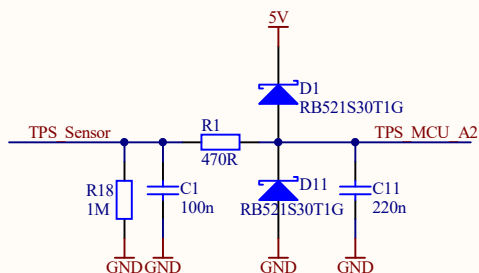 5V
D1
RB521S30T1G
TPS_Sensor
R1
TPS_MCU_A2
470R
R18
1M
C1
100n
D11
RB521S30T1G
C11
220n
GND
GND
GND
GND